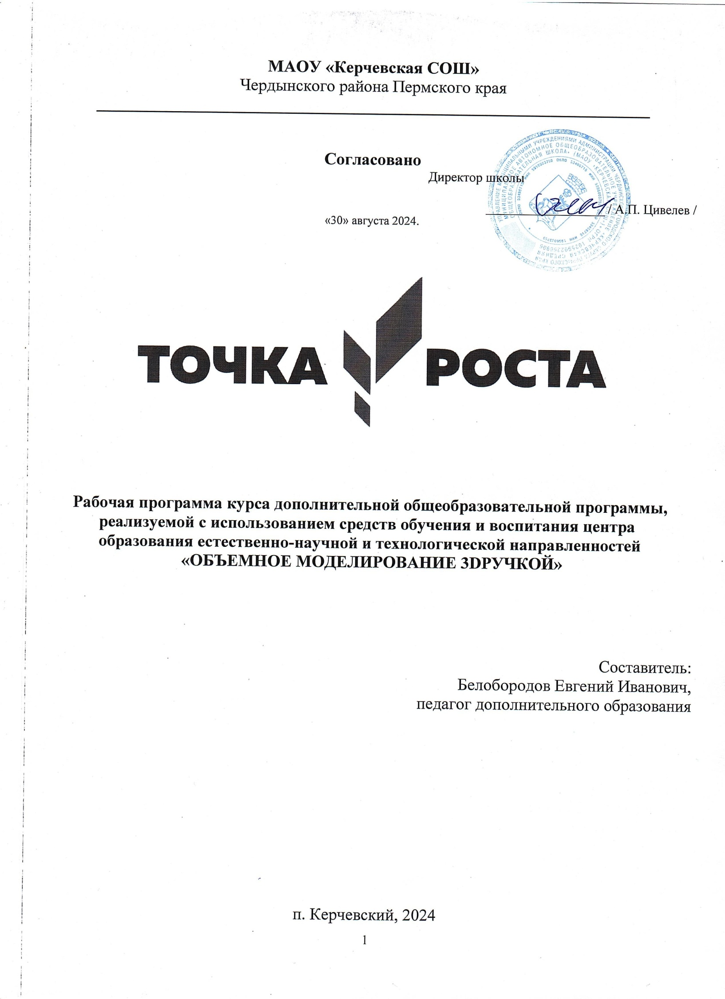 МАОУ «Керчевская СОШ»
Чердынского района Пермского края
Согласовано
Директор школы
/ А.П. Цивелев /
«30» августа 2024.
ТОЧКА РОСТА
Рабочая программа курса дополнительной общеобразовательной программы,
реализуемой с использованием средств обучения и воспитания центра
образования естественно-научной и технологической направленностей
«ОБЪЕМНОЕ МОДЕЛИРОВАНИЕ 3DРУЧКОЙ»
Составитель:
Белобородов Евгений Иванович,
педагог дополнительного образования
п. Керчевский, 2024
1